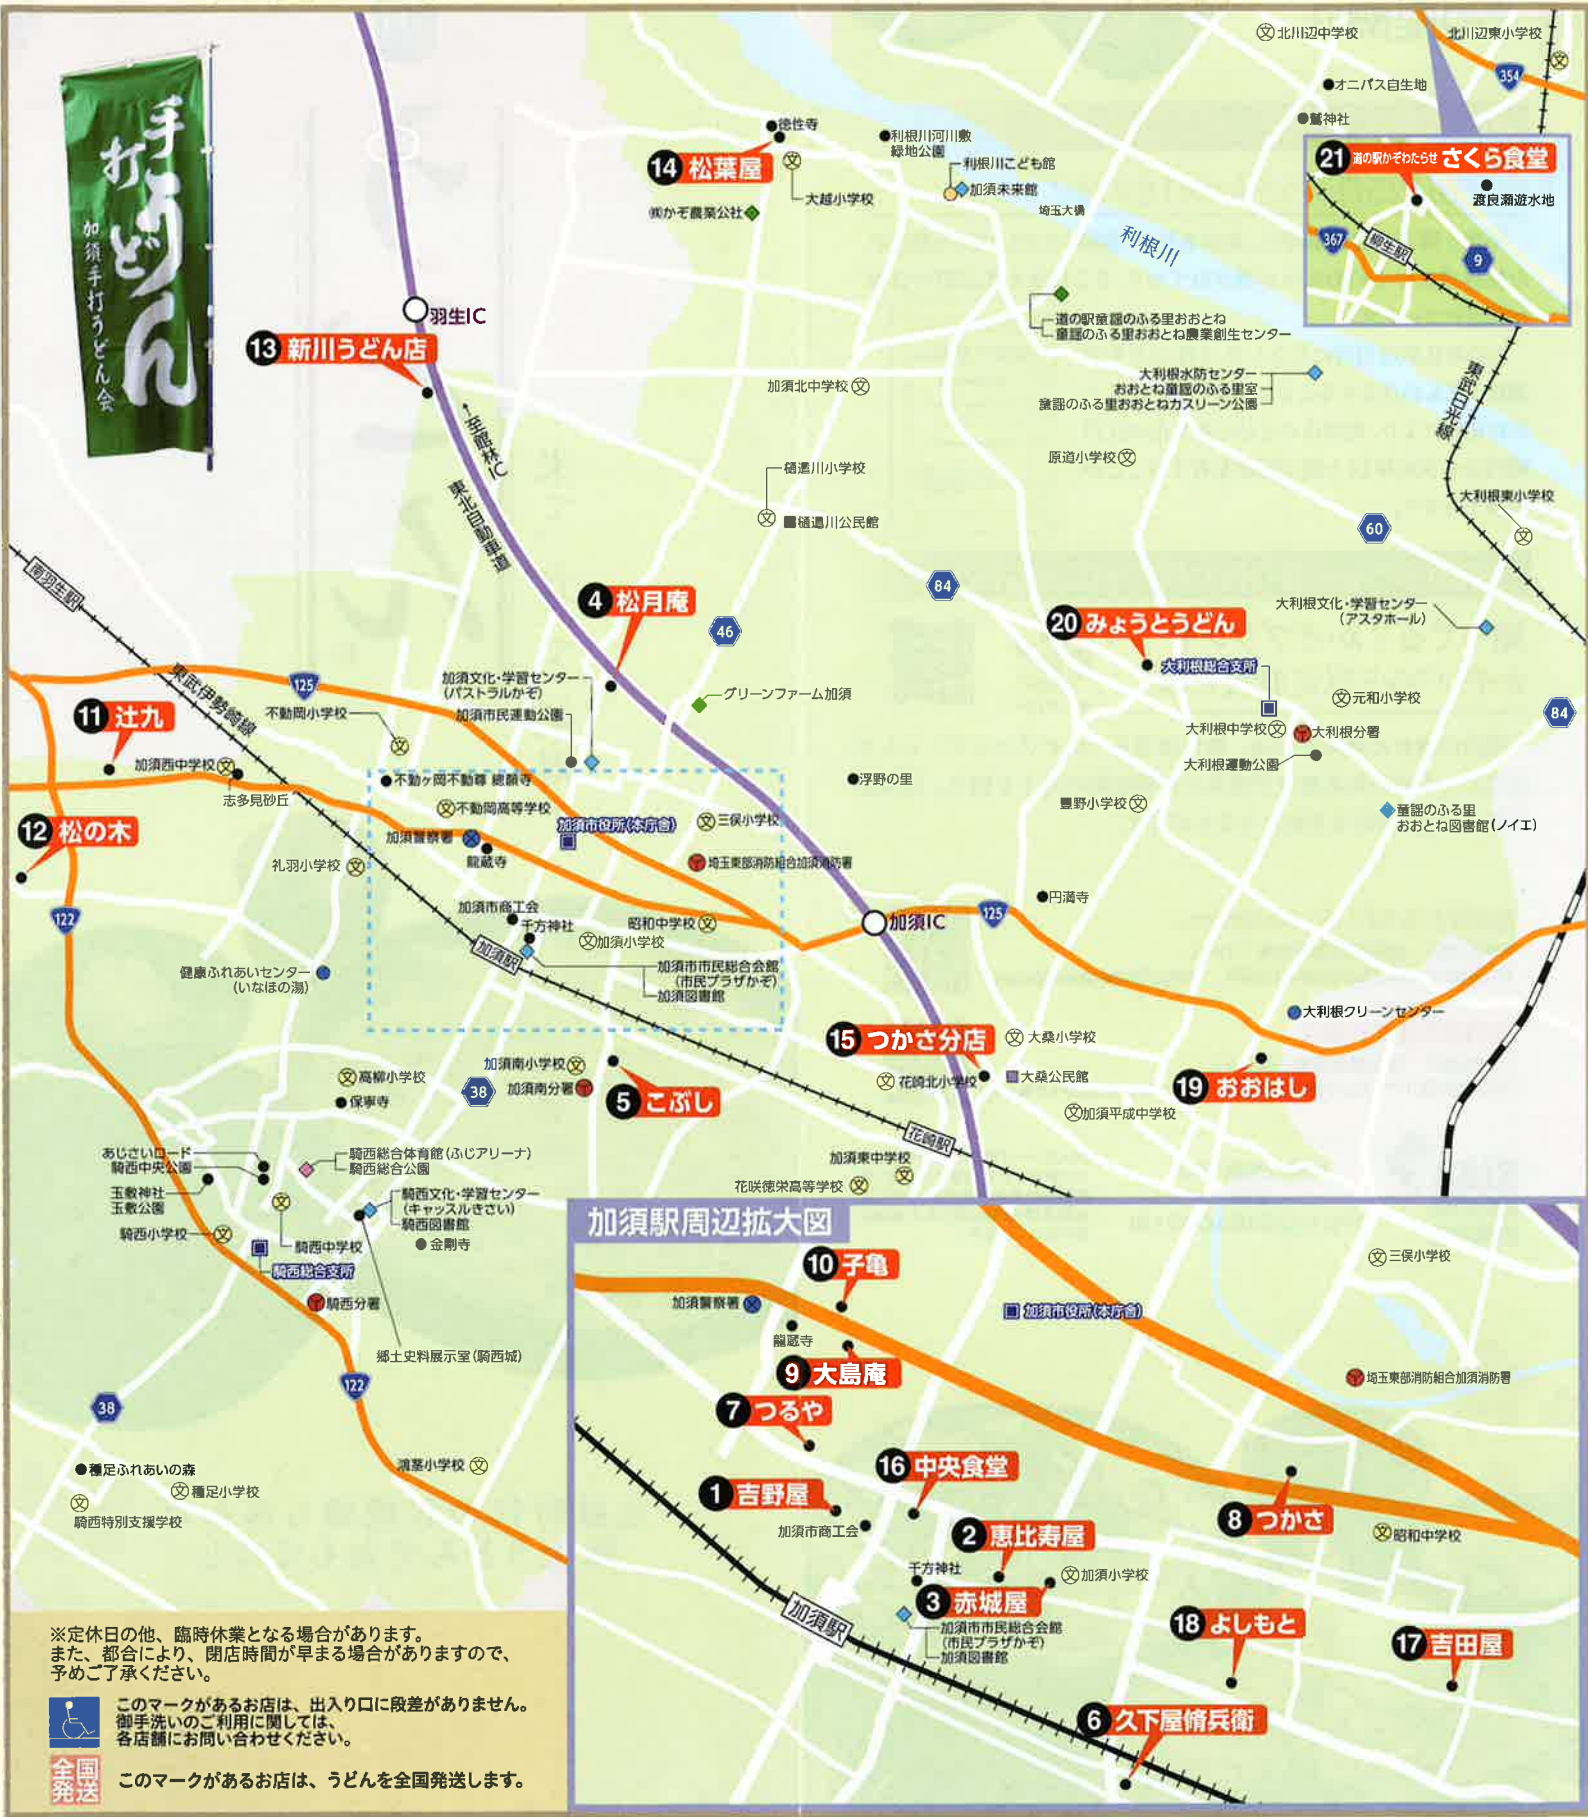 手打うどん
加須手打うどん会
北川辺中学校
北川辺東小学校
354
オニバス自生地
鷲神社
21 道の駅かぞわたらせ さくら食堂
渡良瀬遊水地
367
柳生駅
9
徳性寺
14 松葉屋
大越小学校
㈱かぞ農業公社
利根川河川敷
緑地公園
利根川こども館
加須未来館
埼玉大橋
利根川
道の駅童謡のふる里おおとね
童謡のふる里おおとね農業創生センター
羽生IC
13 新川うどん店
←至館林IC
東北自動車道
加須北中学校
大利根水防センター
おおとね童謡のふる里室
童謡のふる里おおとねカスリーン公園
東武日光線
原道小学校
樋遣川小学校
樋遣川公民館
大利根東小学校
60
南羽生駅
84
4 松月庵
46
20 みょうとうどん
大利根文化・学習センター
(アスタホール)
大利根総合支所
東武伊勢崎線
125
加須文化・学習センター
(パストラルかぞ)
加須市民運動公園
グリーンファーム加須
元和小学校
84
11 辻九
不動岡小学校
大利根中学校
大利根分署
加須西中学校
志多見砂丘
不動ヶ岡不動尊 總願寺
浮野の里
大利根運動公園
不動岡高等学校
三俣小学校
豊野小学校
童謡のふる里
おおとね図書館(ノイエ)
12 松の木
加須警察署
加須市役所(本庁舎)
龍蔵寺
埼玉東部消防組合加須消防署
礼羽小学校
円満寺
122
加須市商工会
千方神社
昭和中学校
加須小学校
加須IC
125
加須駅
加須市市民総合会館
(市民プラザかぞ)
加須図書館
健康ふれあいセンター
(いなほの湯)
大利根クリーンセンター
15 つかさ分店
大桑小学校
加須南小学校
高柳小学校
38
加須南分署
5 こぶし
花崎北小学校
大桑公民館
19 おおはし
保寧寺
加須平成中学校
花崎駅
あじさいロード
騎西中央公園
騎西総合体育館(ふじアリーナ)
騎西総合公園
加須東中学校
花咲徳栄高等学校
玉敷神社
玉敷公園
騎西文化・学習センター
(キャッスルきさい)
騎西図書館
騎西小学校
騎西中学校
金剛寺
騎西総合支所
騎西分署
郷土史料展示室(騎西城)
122
38
種足ふれあいの森
種足小学校
鴻茎小学校
騎西特別支援学校
加須駅周辺拡大図
10 子亀
三俣小学校
加須警察署
加須市役所(本庁舎)
龍蔵寺
9 大島庵
埼玉東部消防組合加須消防署
7 つるや
16 中央食堂
1 吉野屋
加須市商工会
8 つかさ
昭和中学校
2 恵比寿屋
千方神社
加須小学校
3 赤城屋
加須駅
加須市市民総合会館
(市民プラザかぞ)
加須図書館
18 よしもと
17 吉田屋
6 久下屋脩兵衛
※定休日の他、臨時休業となる場合があります。
また、都合により、閉店時間が早まる場合がありますので、
予めご了承ください。
このマークがあるお店は、出入り口に段差がありません。
御手洗いのご利用に関しては、
各店舗にお問い合わせください。
全国発送
このマークがあるお店は、うどんを全国発送します。